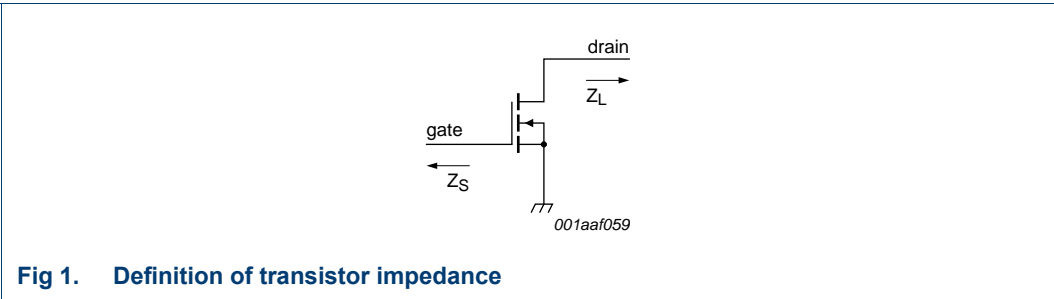 drain
Z_L
gate
Z_S
001aaf059
Fig 1. Definition of transistor impedance